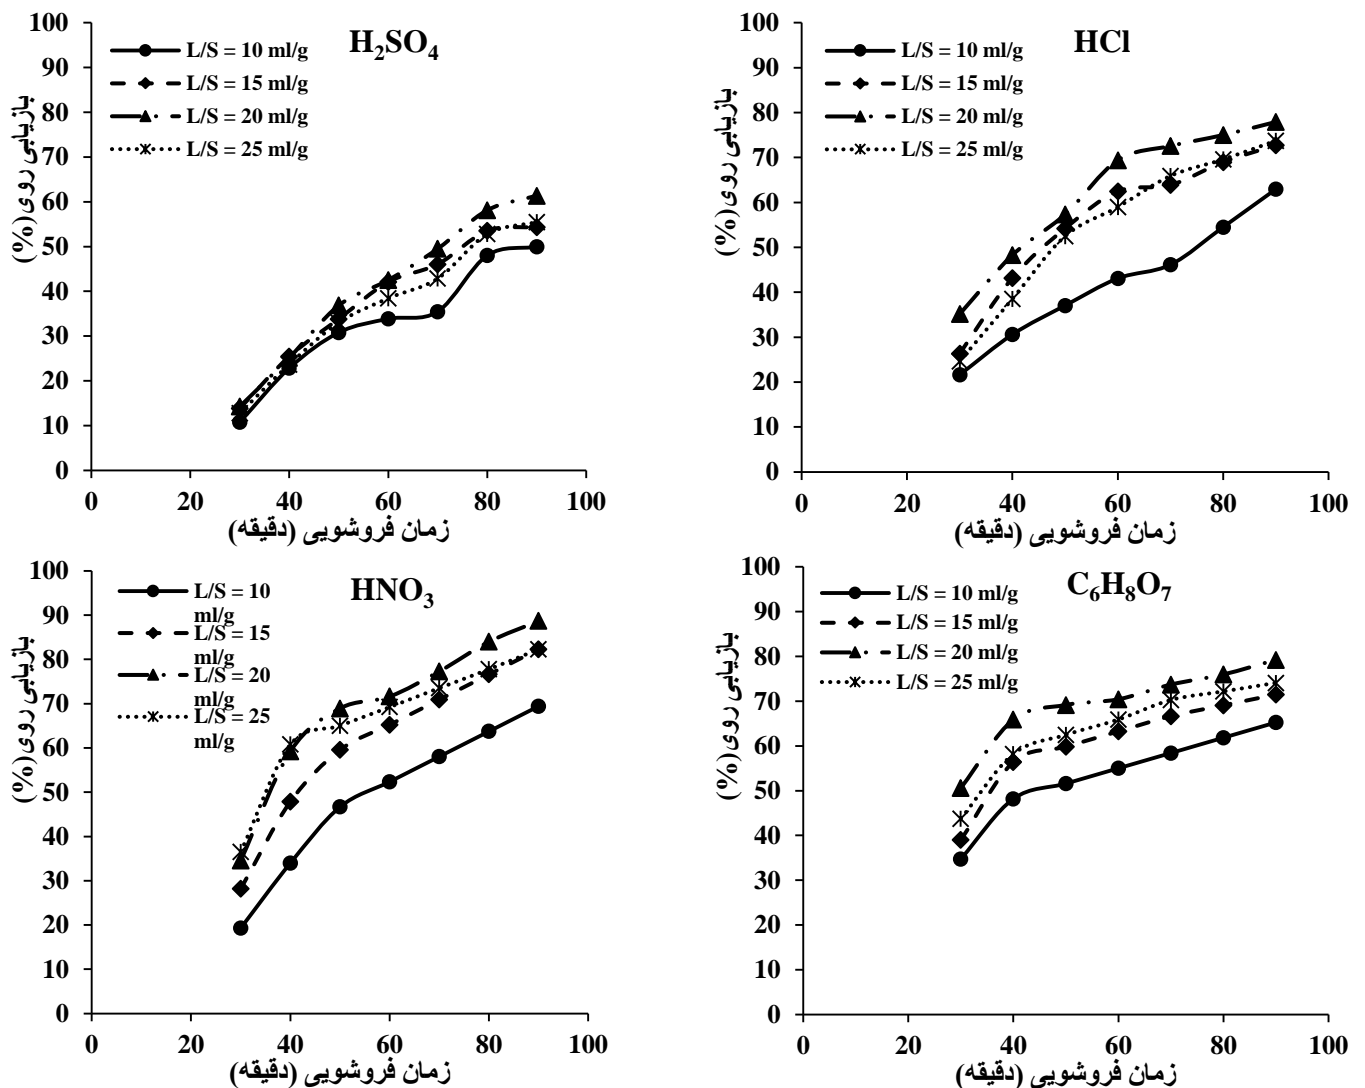 H₂SO₄
L/S = 10 ml/g
L/S = 15 ml/g
L/S = 20 ml/g
L/S = 25 ml/g
بازیابی روی(%)
100
90
80
70
60
50
40
30
20
10
0
0 20 40 60 80 100
زمان فروشویی (دقیقه)
HCl
L/S = 10 ml/g
L/S = 15 ml/g
L/S = 20 ml/g
L/S = 25 ml/g
بازیابی روی(%)
100
90
80
70
60
50
40
30
20
10
0
0 20 40 60 80 100
زمان فروشویی (دقیقه)
HNO₃
L/S = 10
ml/g
L/S = 15
ml/g
L/S = 20
ml/g
L/S = 25
ml/g
بازیابی روی(%)
100
90
80
70
60
50
40
30
20
10
0
0 20 40 60 80 100
زمان فروشویی (دقیقه)
C₆H₈O₇
L/S = 10 ml/g
L/S = 15 ml/g
L/S = 20 ml/g
L/S = 25 ml/g
بازیابی روی(%)
100
90
80
70
60
50
40
30
20
10
0
0 20 40 60 80 100
زمان فروشویی (دقیقه)